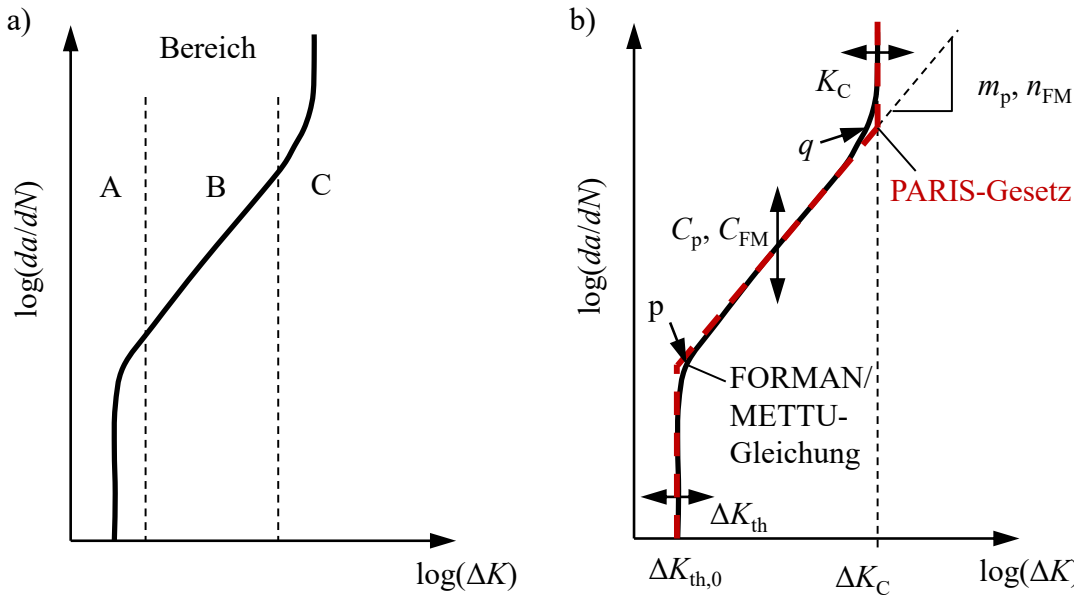 a)
Bereich
A
B
C
log(da/dN)
log(ΔK)
b)
K_C
m_p, n_FM
q
PARIS-Gesetz
C_p, C_FM
log(da/dN)
p
FORMAN/
METTU-
Gleichung
ΔK_th
ΔK_th,0
ΔK_C
log(ΔK)